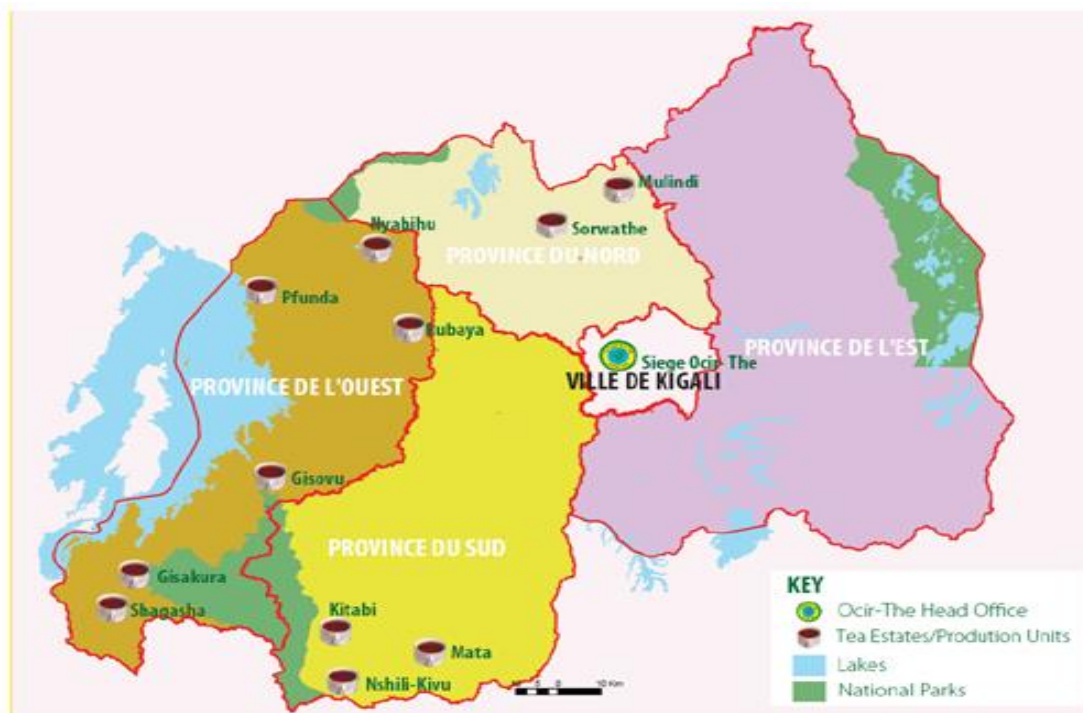 Mulindi
Nyabihu
Sorwathe
PROVINCE DU NORD
Pfunda
Rubaya
Siege Ocir- The
PROVINCE DE L'EST
VILLE DE KIGALI
PROVINCE DE L'OUEST
Gisovu
PROVINCE DU SUD
Gisakura
Shagasha
Kitabi
Mata
Nshili-Kivu
10 Km
KEY
Ocir-The Head Office
Tea Estates/Prodution Units
Lakes
National Parks